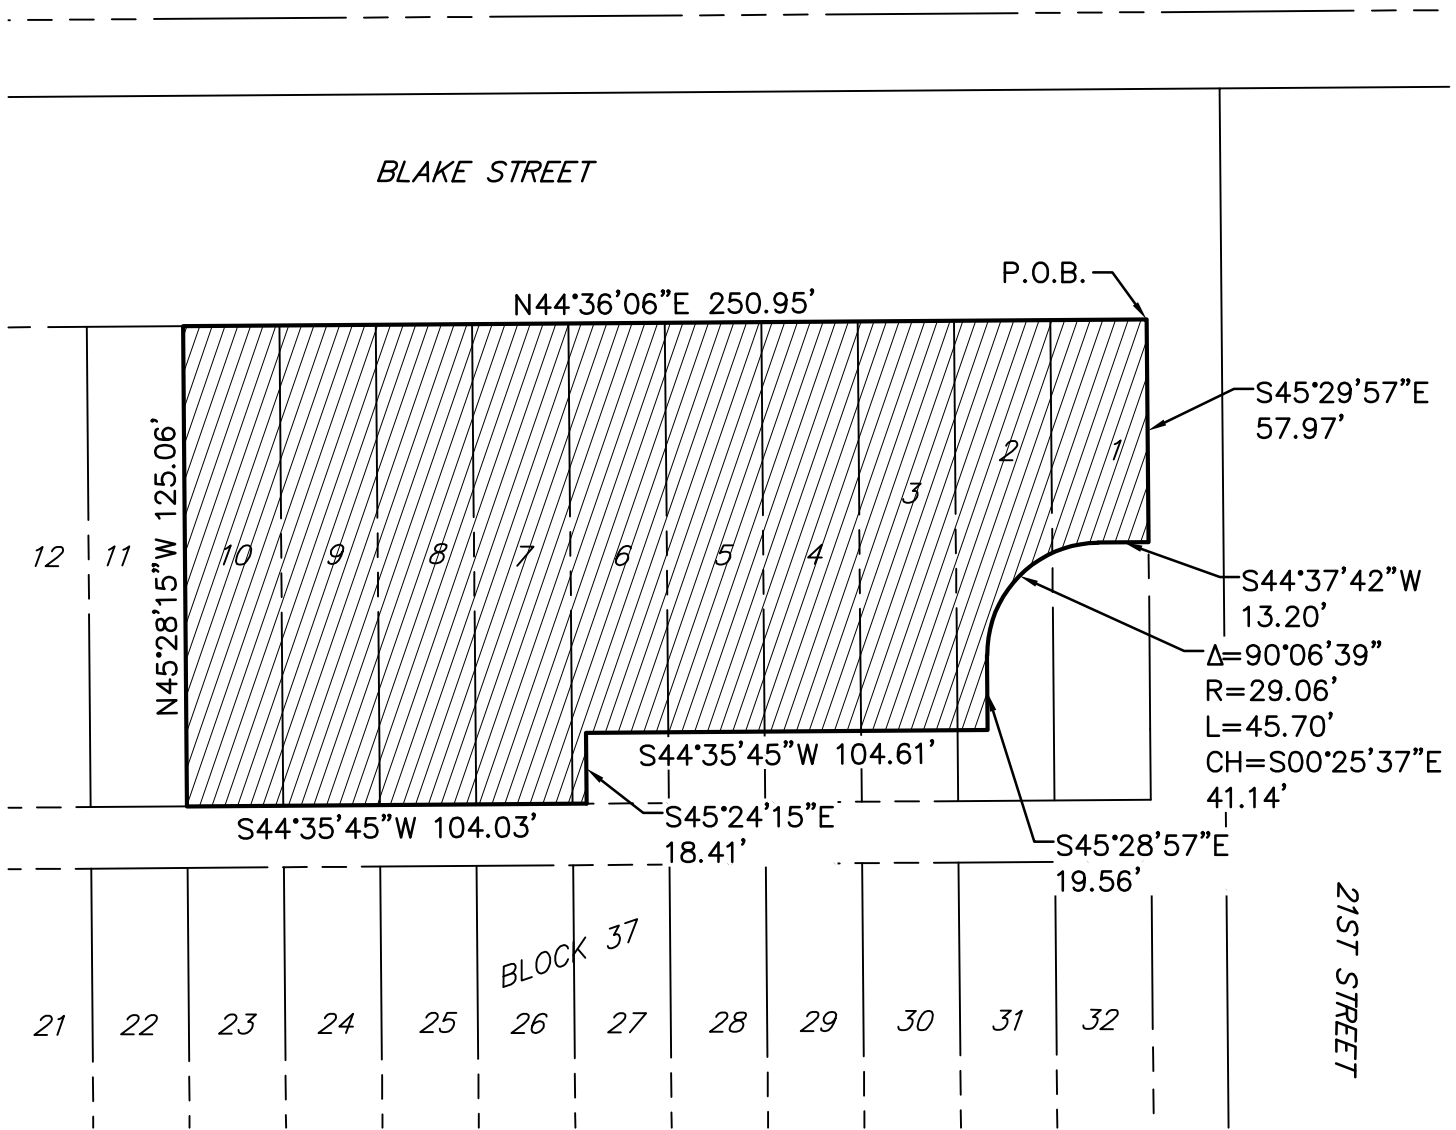 BLAKE STREET
P.O.B.
N44°36'06"E 250.95'
S45°29'57"E
57.97'
N45°28'15"W 125.06'
12
11
10
9
8
7
6
5
4
3
2
1
S44°37'42"W
13.20'
Δ=90°06'39"
R=29.06'
L=45.70'
CH=S00°25'37"E
41.14'
S44°35'45"W 104.61'
S44°35'45"W 104.03'
S45°24'15"E
18.41'
S45°28'57"E
19.56'
BLOCK 37
21ST STREET
21
22
23
24
25
26
27
28
29
30
31
32